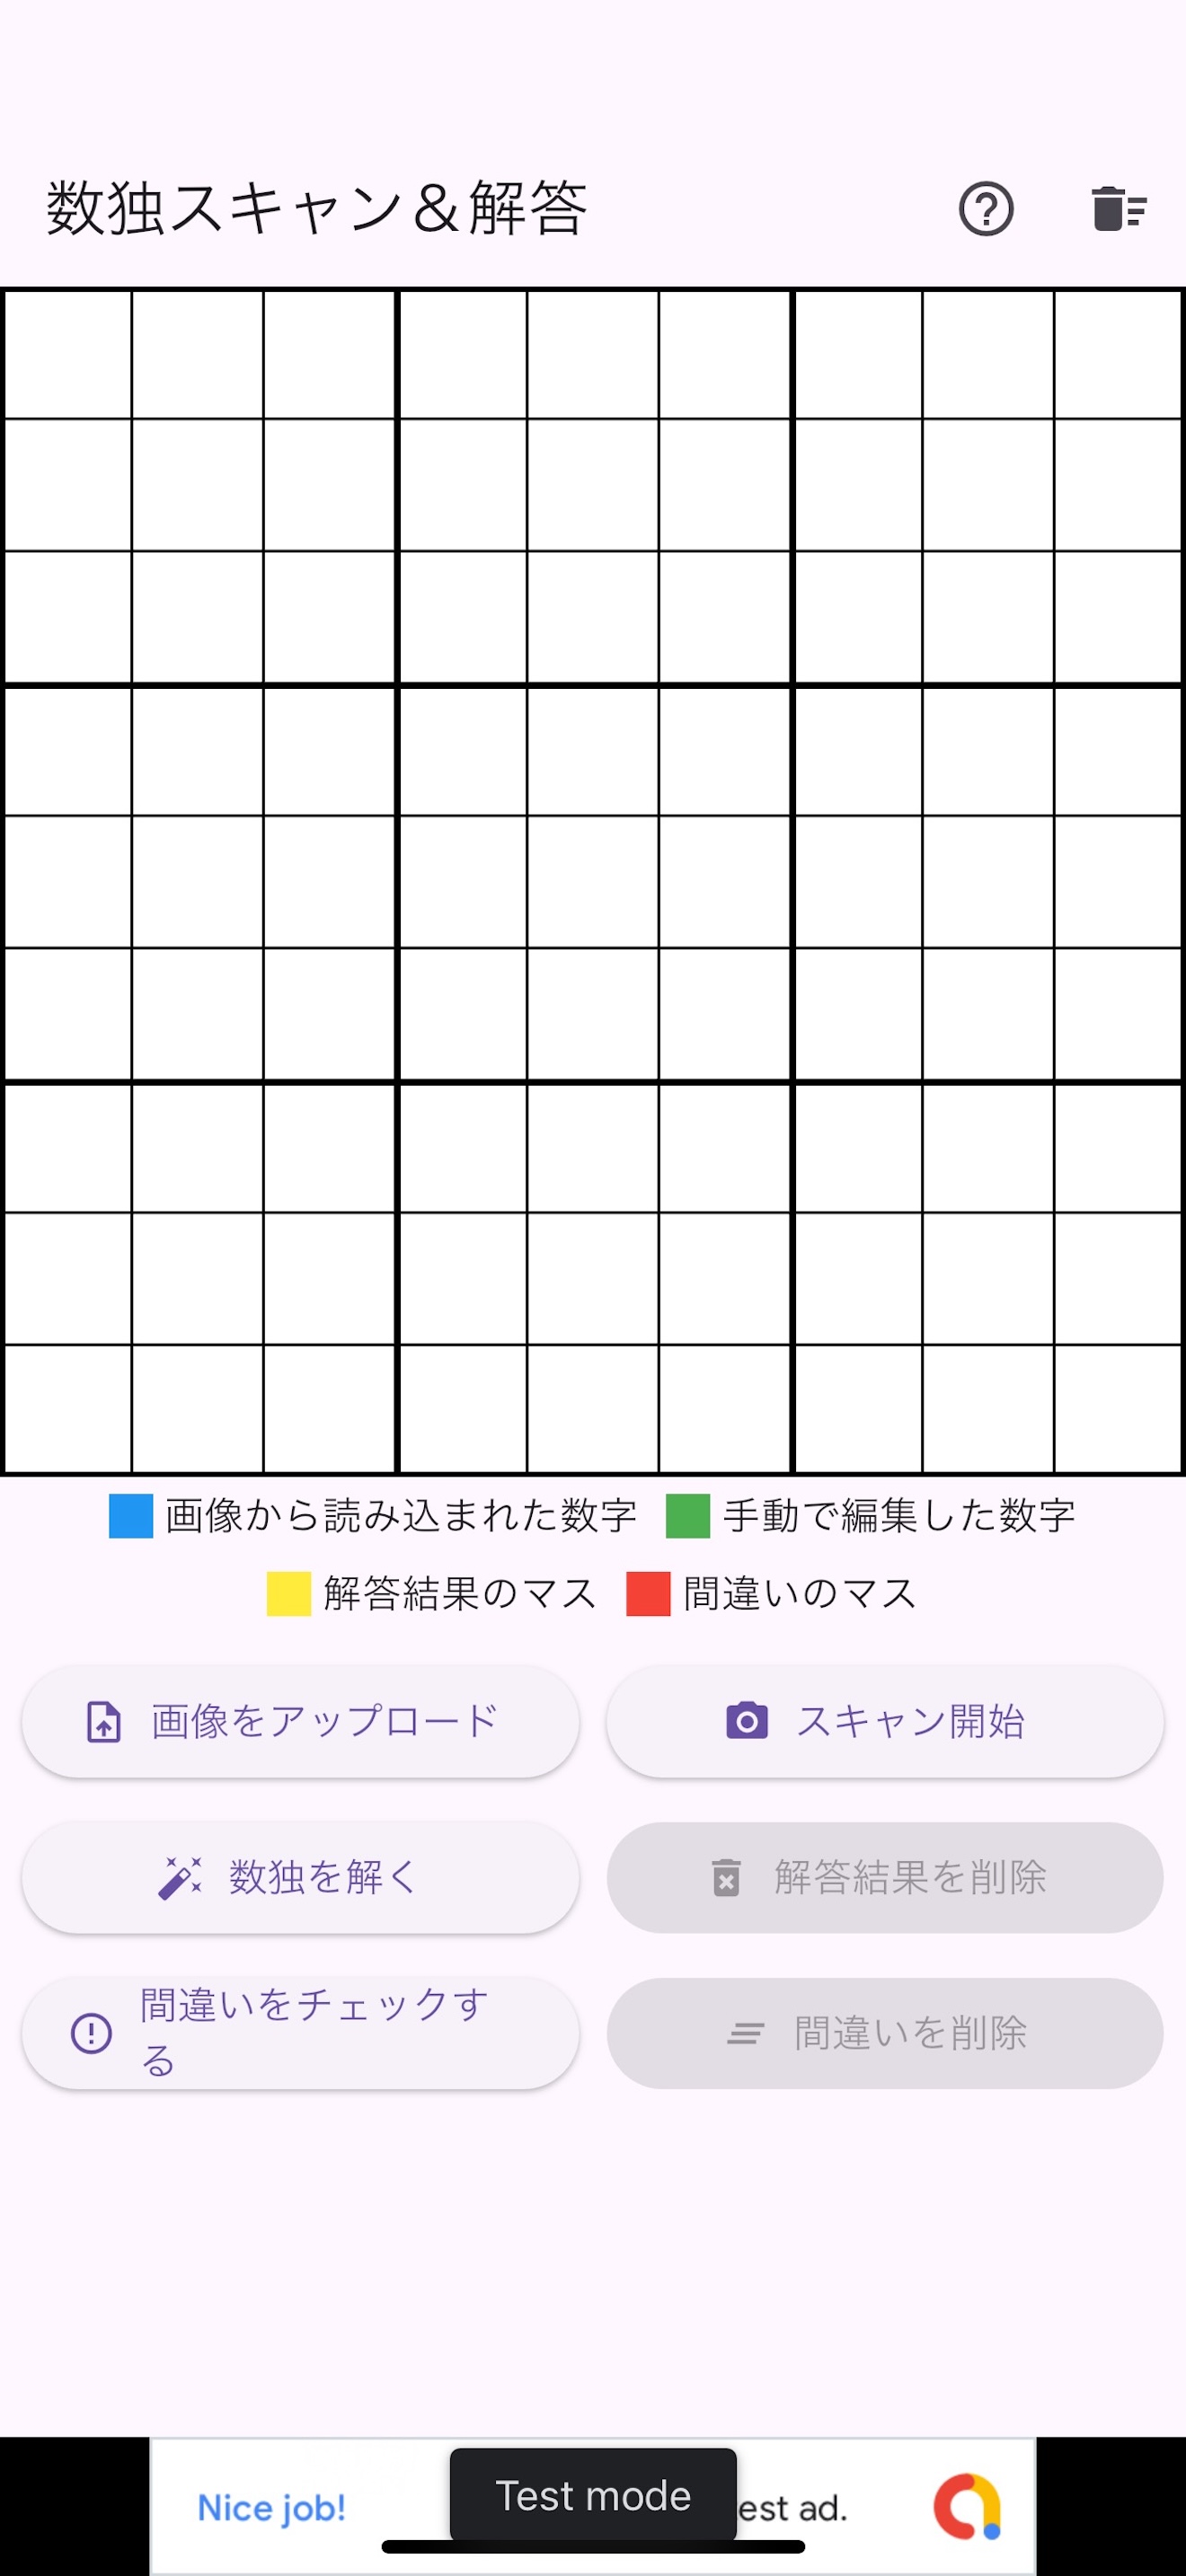 数独スキャン＆解答
画像から読み込まれた数字 手動で編集した数字
解答結果のマス 間違いのマス
画像をアップロード スキャン開始
数独を解く 解答結果を削除
間違いをチェックす
る
間違いを削除
Nice job! Test mode est ad.